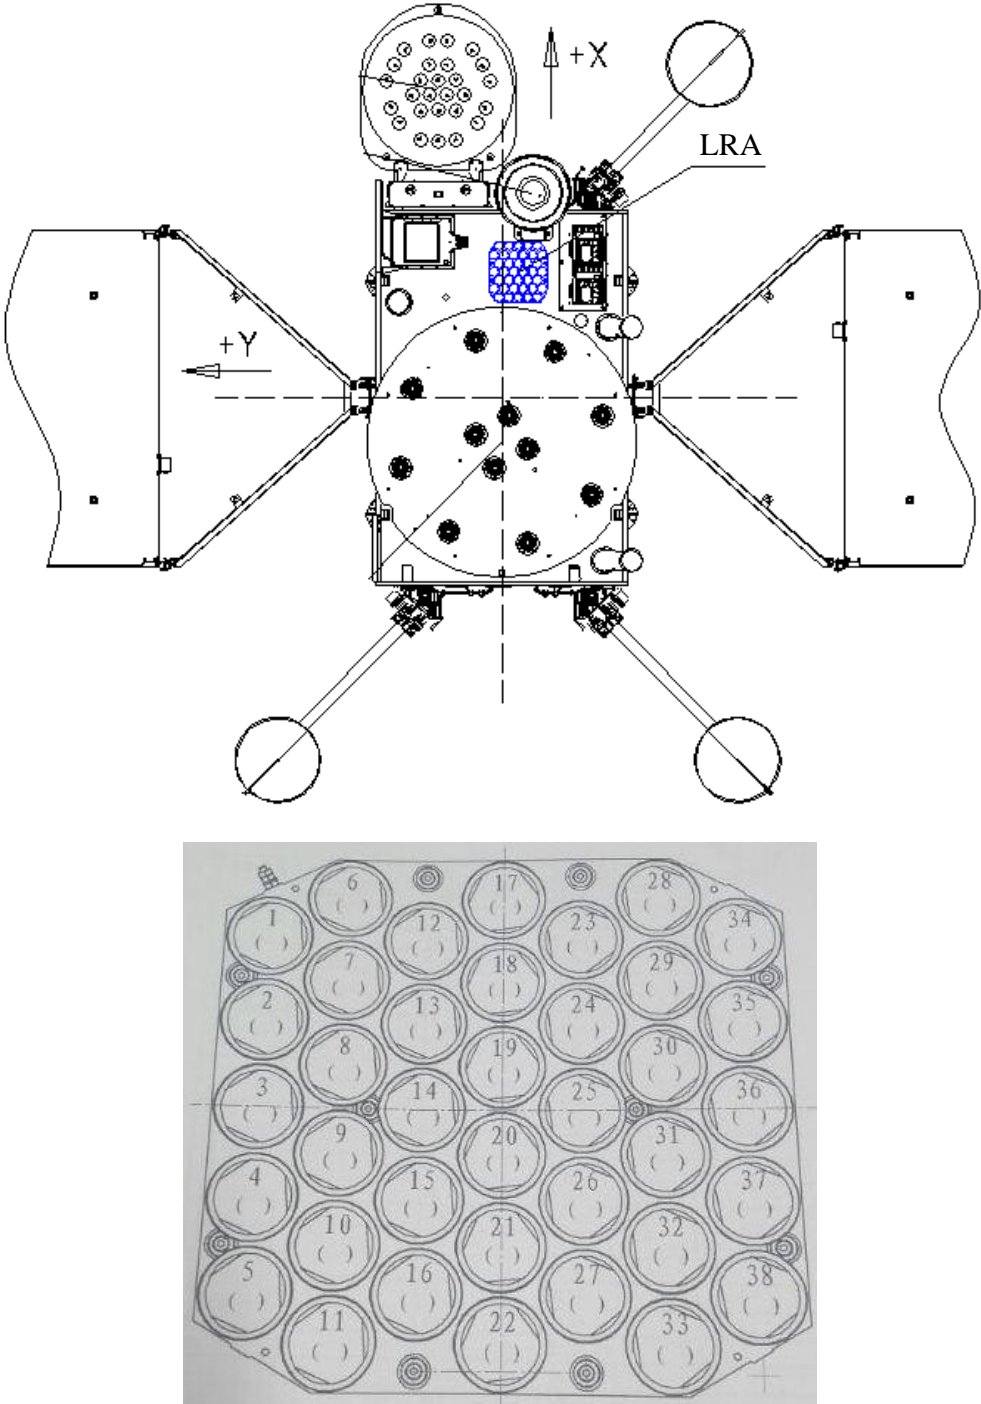 +X
LRA
+Y
6 17 28
( ) ( ) ( )
1 12 23 34
( ) ( ) ( ) ( )
7 18 29
( ) ( ) ( )
2 13 24 35
( ) ( ) ( ) ( )
8 19 30
( ) ( ) ( )
3 14 25 36
( ) ( ) ( ) ( )
9 20 31
( ) ( ) ( )
4 15 26 37
( ) ( ) ( ) ( )
10 21 32
( ) ( ) ( )
5 16 27 38
( ) ( ) ( ) ( )
11 22 33
( ) ( ) ( )